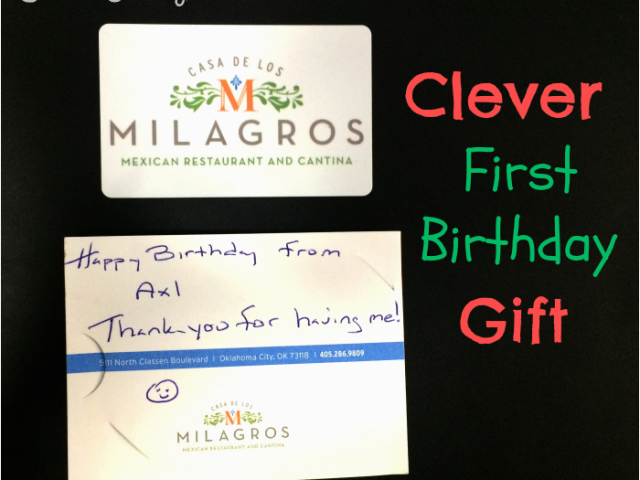 CASA DE LOS
M
MILAGROS
MEXICAN RESTAURANT AND CANTINA
Clever
First
Birthday
Gift
Happy Birthday from
Axl
Thank you for having me!
5111 North Classen Boulevard | Oklahoma City, OK 73118 | 405.286.9809
CASA DE LOS
M
MILAGROS
MEXICAN RESTAURANT AND CANTINA